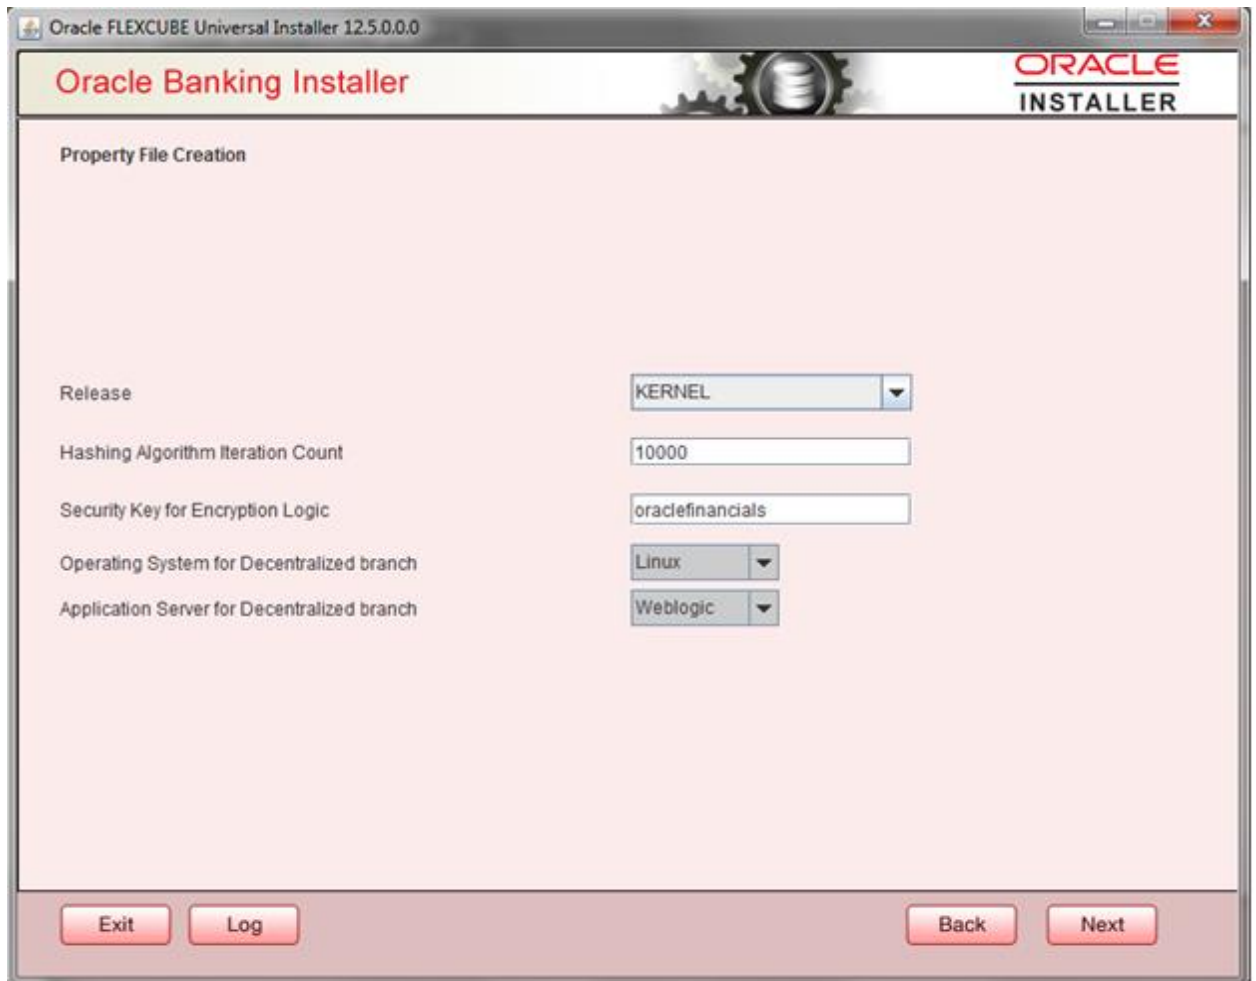 Oracle FLEXCUBE Universal Installer 12.5.0.0.0
Oracle Banking Installer
ORACLE
INSTALLER
Property File Creation
Release KERNEL
Hashing Algorithm Iteration Count 10000
Security Key for Encryption Logic oraclefinancials
Operating System for Decentralized branch Linux
Application Server for Decentralized branch Weblogic
Exit Log Back Next